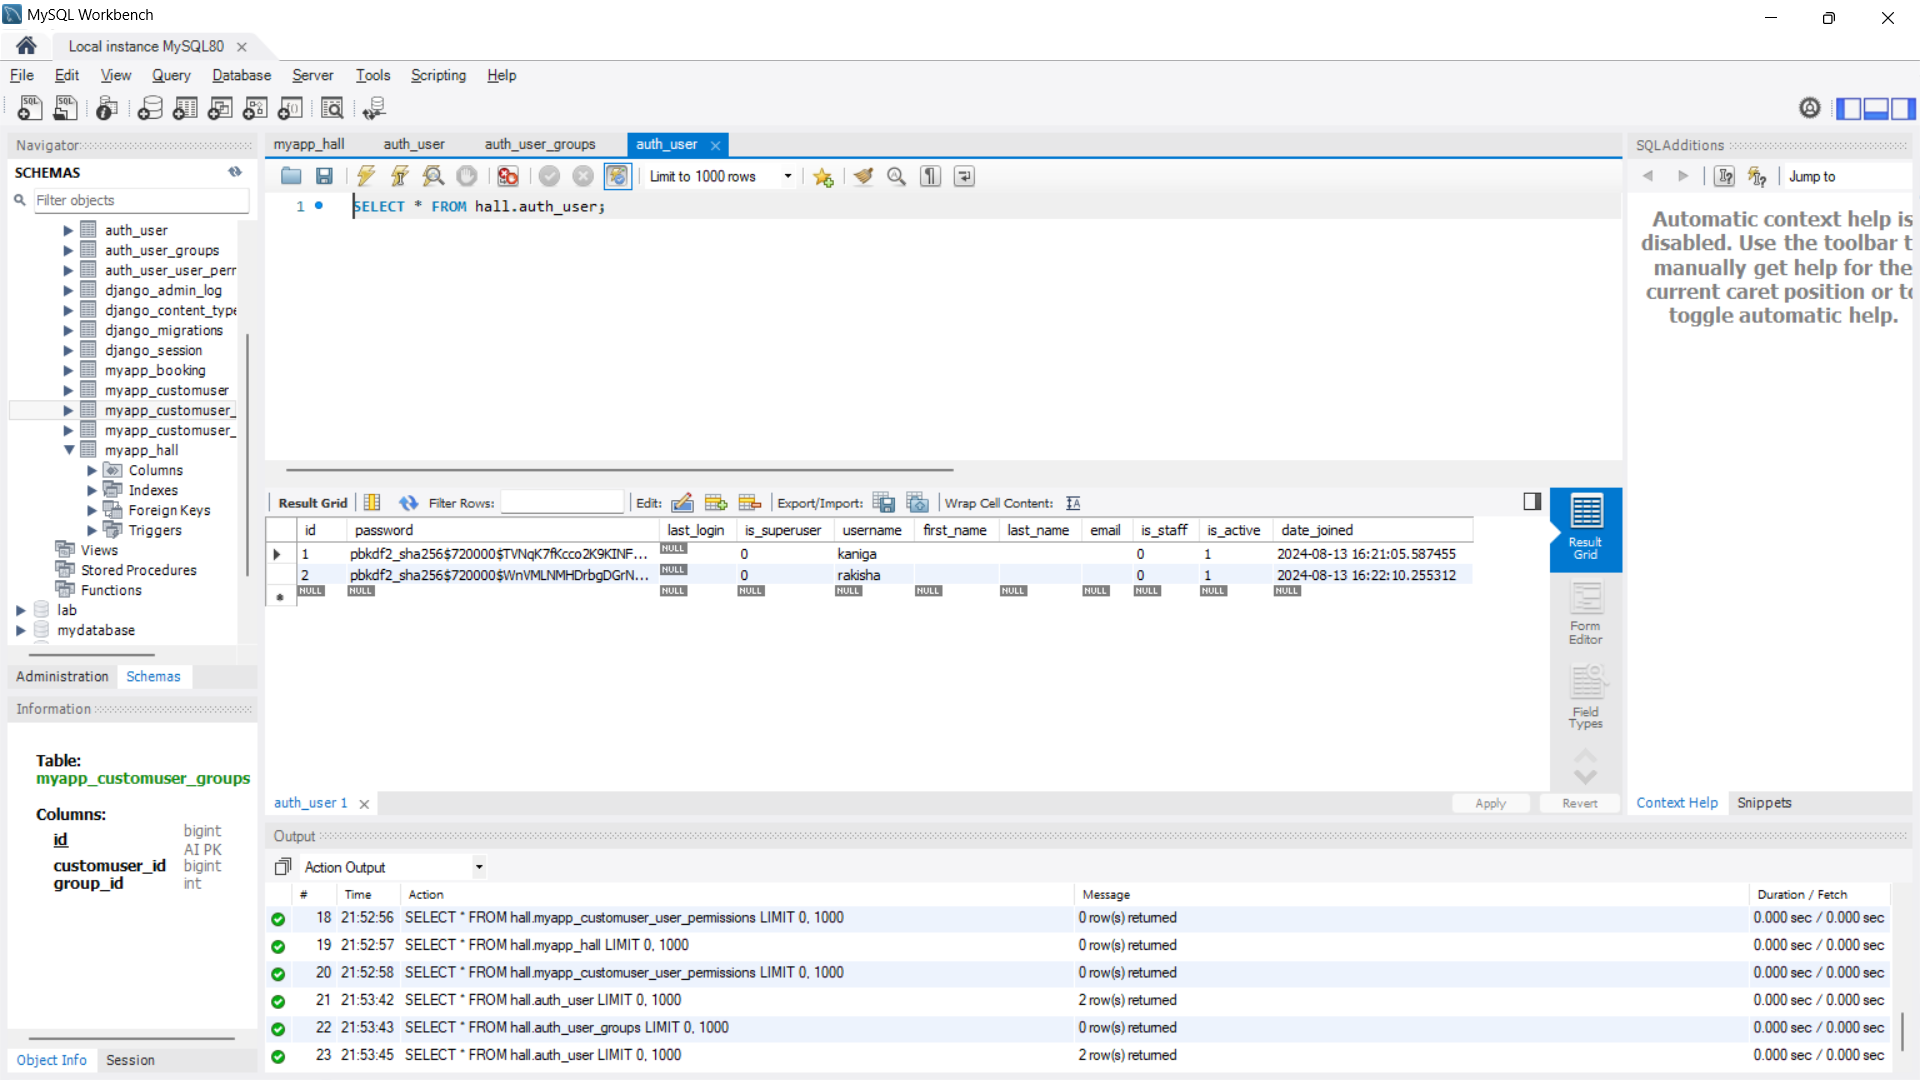 MySQL Workbench
Local instance MySQL80
File Edit View Query Database Server Tools Scripting Help
Navigator
SCHEMAS
Filter objects
auth_user
auth_user_groups
auth_user_user_perr
django_admin_log
django_content_type
django_migrations
django_session
myapp_booking
myapp_customuser
myapp_customuser_
myapp_customuser_
myapp_hall
Columns
Indexes
Foreign Keys
Triggers
Views
Stored Procedures
Functions
lab
mydatabase
Administration Schemas
Information
Table:
myapp_customuser_groups
Columns:
id bigint AI PK
customuser_id bigint
group_id int
Object Info Session
myapp_hall auth_user auth_user_groups auth_user
Limit to 1000 rows
1 SELECT * FROM hall.auth_user;
Result Grid Filter Rows: Edit: Export/Import: Wrap Cell Content:
id password last_login is_superuser username first_name last_name email is_staff is_active date_joined
1 pbkdf2_sha256$720000$TVNqK7fKcco2K9KINF... NULL 0 kaniga 0 1 2024-08-13 16:21:05.587455
2 pbkdf2_sha256$720000$WnVMLNMHDrbgDGrN... NULL 0 rakisha 0 1 2024-08-13 16:22:10.255312
NULL NULL NULL NULL NULL NULL NULL NULL NULL NULL NULL
Result Grid
Form Editor
Field Types
auth_user 1
Apply Revert
SQLAdditions
Jump to
Automatic context help is
disabled. Use the toolbar t
manually get help for the
current caret position or to
toggle automatic help.
Context Help Snippets
Output
Action Output
# Time Action Message Duration / Fetch
18 21:52:56 SELECT * FROM hall.myapp_customuser_user_permissions LIMIT 0, 1000 0 row(s) returned 0.000 sec / 0.000 sec
19 21:52:57 SELECT * FROM hall.myapp_hall LIMIT 0, 1000 0 row(s) returned 0.000 sec / 0.000 sec
20 21:52:58 SELECT * FROM hall.myapp_customuser_user_permissions LIMIT 0, 1000 0 row(s) returned 0.000 sec / 0.000 sec
21 21:53:42 SELECT * FROM hall.auth_user LIMIT 0, 1000 2 row(s) returned 0.000 sec / 0.000 sec
22 21:53:43 SELECT * FROM hall.auth_user_groups LIMIT 0, 1000 0 row(s) returned 0.000 sec / 0.000 sec
23 21:53:45 SELECT * FROM hall.auth_user LIMIT 0, 1000 2 row(s) returned 0.000 sec / 0.000 sec